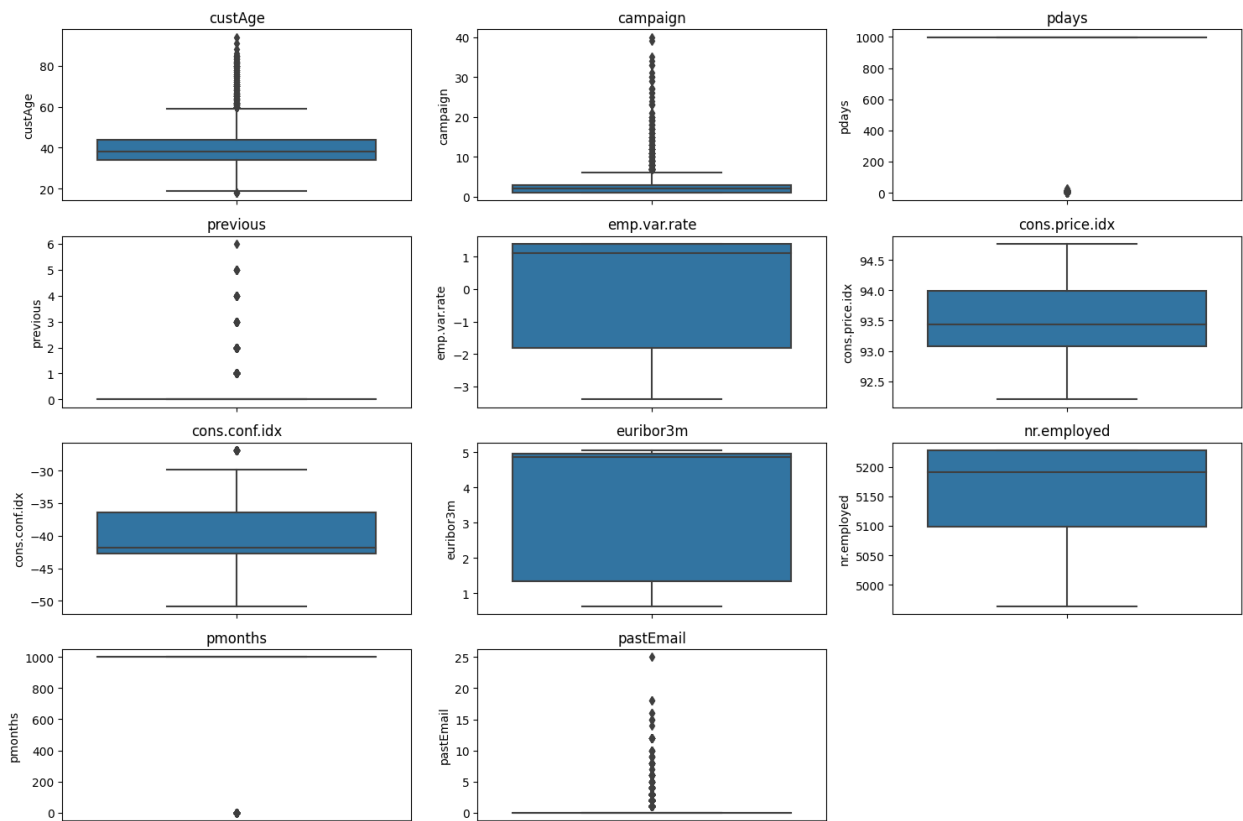 custAge
campaign
pdays
custAge
80
60
40
20
campaign
40
30
20
10
0
pdays
1000
800
600
400
200
0
previous
emp.var.rate
cons.price.idx
previous
6
5
4
3
2
1
0
emp.var.rate
1
0
−1
−2
−3
cons.price.idx
94.5
94.0
93.5
93.0
92.5
cons.conf.idx
euribor3m
nr.employed
cons.conf.idx
−30
−35
−40
−45
−50
euribor3m
5
4
3
2
1
nr.employed
5200
5150
5100
5050
5000
pmonths
pastEmail
pmonths
1000
800
600
400
200
0
pastEmail
25
20
15
10
5
0